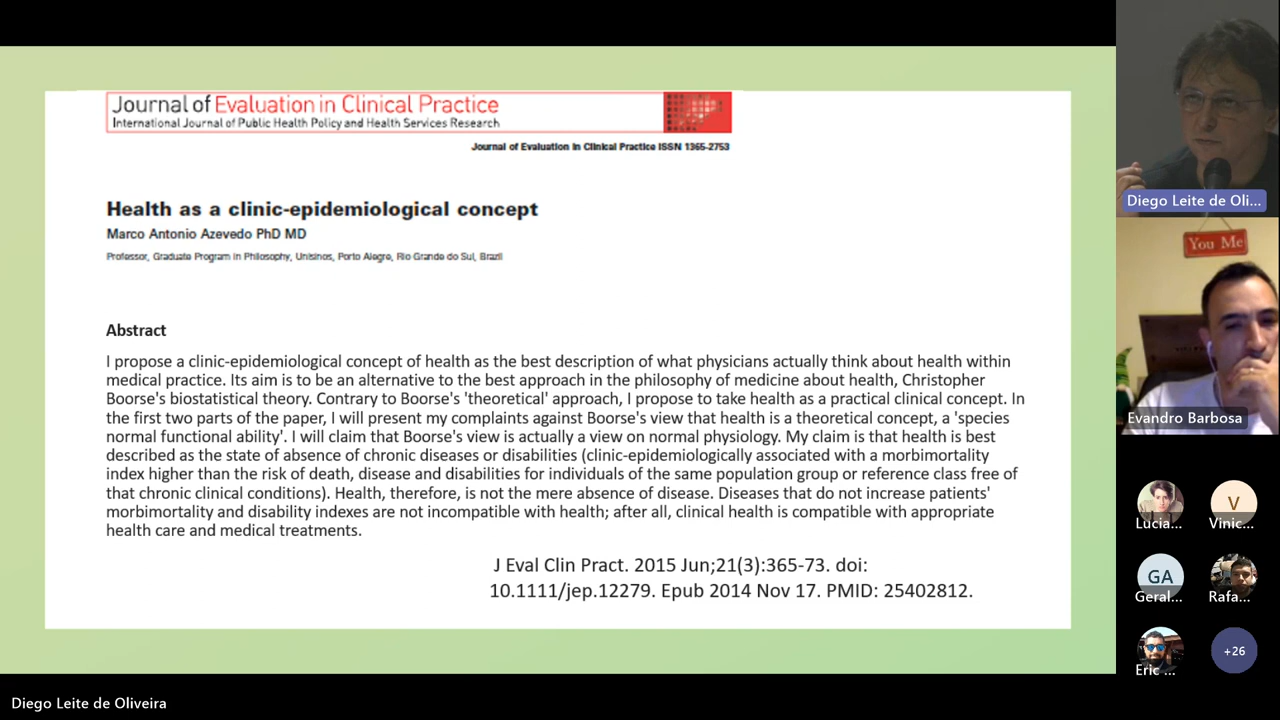 Journal of Evaluation in Clinical Practice
International Journal of Public Health Policy and Health Services Research
Journal of Evaluation in Clinical Practice ISSN 1365-2753
Health as a clinic-epidemiological concept
Marco Antonio Azevedo PhD MD
Professor, Graduate Program in Philosophy, Unisinos, Porto Alegre, Rio Grande do Sul, Brazil
Abstract
I propose a clinic-epidemiological concept of health as the best description of what physicians actually think about health within
medical practice. Its aim is to be an alternative to the best approach in the philosophy of medicine about health, Christopher
Boorse's biostatistical theory. Contrary to Boorse's 'theoretical' approach, I propose to take health as a practical clinical concept. In
the first two parts of the paper, I will present my complaints against Boorse's view that health is a theoretical concept, a 'species
normal functional ability'. I will claim that Boorse's view is actually a view on normal physiology. My claim is that health is best
described as the state of absence of chronic diseases or disabilities (clinic-epidemiologically associated with a morbimortality
index higher than the risk of death, disease and disabilities for individuals of the same population group or reference class free of
that chronic clinical conditions). Health, therefore, is not the mere absence of disease. Diseases that do not increase patients'
morbimortality and disability indexes are not incompatible with health; after all, clinical health is compatible with appropriate
health care and medical treatments.
J Eval Clin Pract. 2015 Jun;21(3):365-73. doi:
10.1111/jep.12279. Epub 2014 Nov 17. PMID: 25402812.
Diego Leite de Oli...
You Me
Evandro Barbosa
V
Lucia...
Vinic...
GA
Geral...
Rafa...
+26
Eric ...
Diego Leite de Oliveira